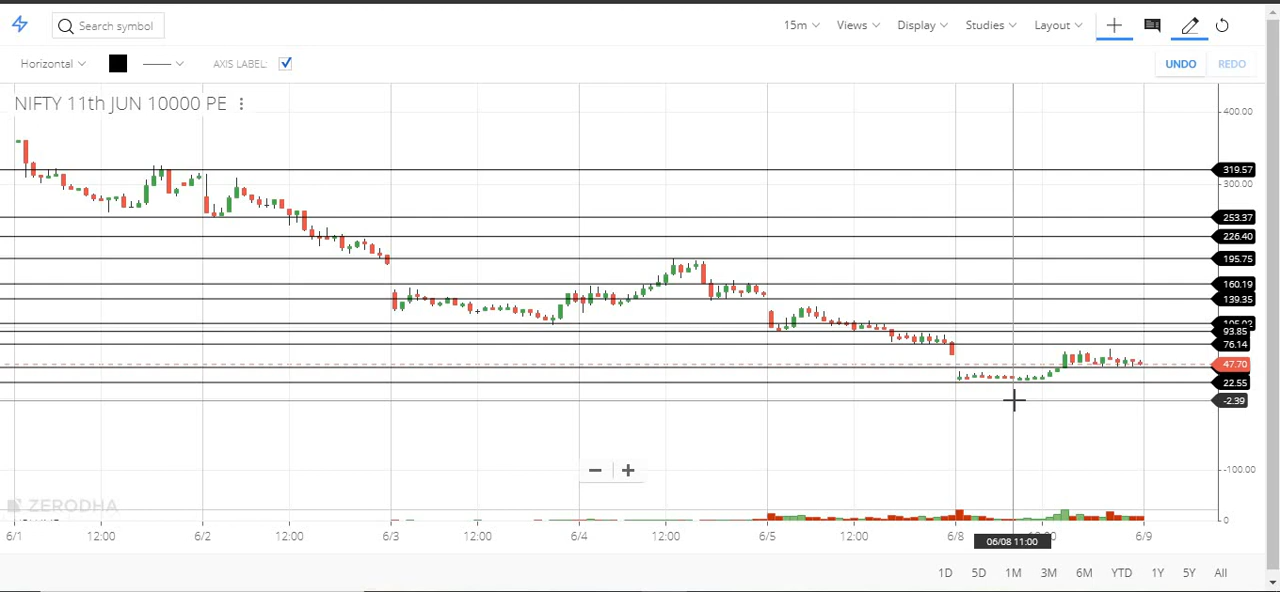 Search symbol 15m Views Display Studies Layout
Horizontal AXIS LABEL: UNDO REDO
NIFTY 11th JUN 10000 PE
400.00
319.57
300.00
253.37
226.40
195.75
160.19
139.35
93.85
76.14
47.70
22.55
-2.39
-100.00
ZERODHA
0
6/1 12:00 6/2 12:00 6/3 12:00 6/4 12:00 6/5 12:00 6/8 6/9
06/08 11:00
1D 5D 1M 3M 6M YTD 1Y 5Y All